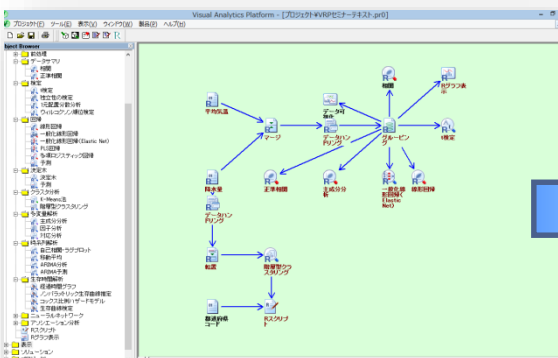 Visual Analytics Platform - [プロジェクト¥VRPセミナーテキスト.pr0]
プロジェクト(F) ツール(E) 表示(V) ウィンドウ(W) 製品(P) ヘルプ(H)
bject Browser
前処理
データサマリ
相関
正準相関
検定
t検定
独立性の検定
1元配置分散分析
ウィルコクソン順位検定
回帰
線形回帰
一般化線形回帰
一般化線形回帰(Elastic Net)
PLS回帰
多項ロジスティック回帰
予測
決定木
決定木
予測
クラスタ分析
K-Means法
階層型クラスタリング
多変量解析
主成分分析
因子分析
対応分析
時系列解析
自己相関・ラグプロット
移動平均
ARIMA分析
ARIMA予測
生存時間解析
経過時間グラフ
ノンパラメトリック生存曲線推定
コックス比例ハザードモデル
生存曲線検定
ニューラルネットワーク
アソシエーション分析
Rスクリプト
Rグラフ表示
表示
ソリューション
平均気温
マージ
データ可視化
データハンドリング
相関
グルーピング
Rグラフ表示
t検定
降水量
正準相関
主成分分析
一般化線形回帰(Elastic Net)
線形回帰
データハンドリング
転置
階層型クラスタリング
都道府県コード
Rスクリプト